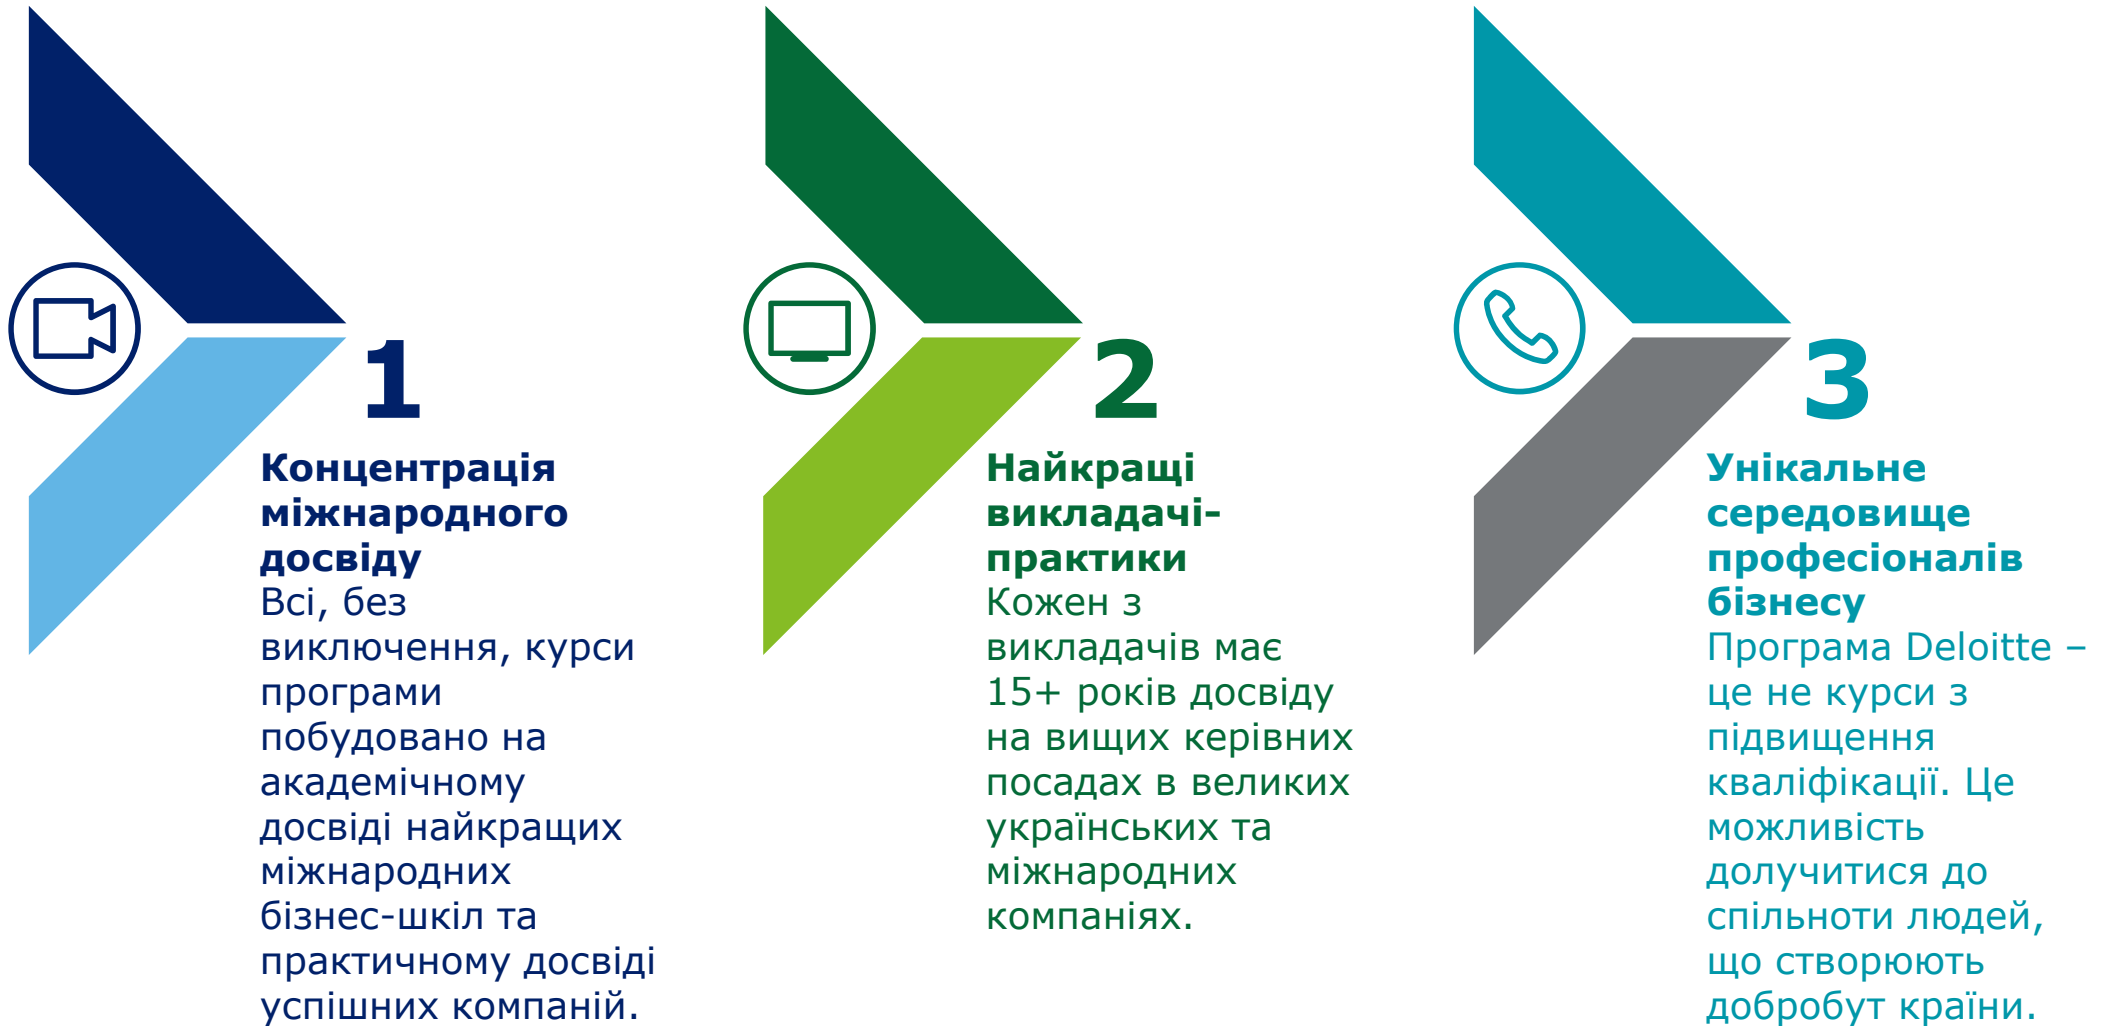 1
Концентрація
міжнародного
досвіду
Всі, без
виключення, курси
програми
побудовано на
академічному
досвіді найкращих
міжнародних
бізнес-шкіл та
практичному досвіді
успішних компаній.
2
Найкращі
викладачі-
практики
Кожен з
викладачів має
15+ років досвіду
на вищих керівних
посадах в великих
українських та
міжнародних
компаніях.
3
Унікальне
середовище
професіоналів
бізнесу
Програма Deloitte –
це не курси з
підвищення
кваліфікації. Це
можливість
долучитися до
спільноти людей,
що створюють
добробут країни.